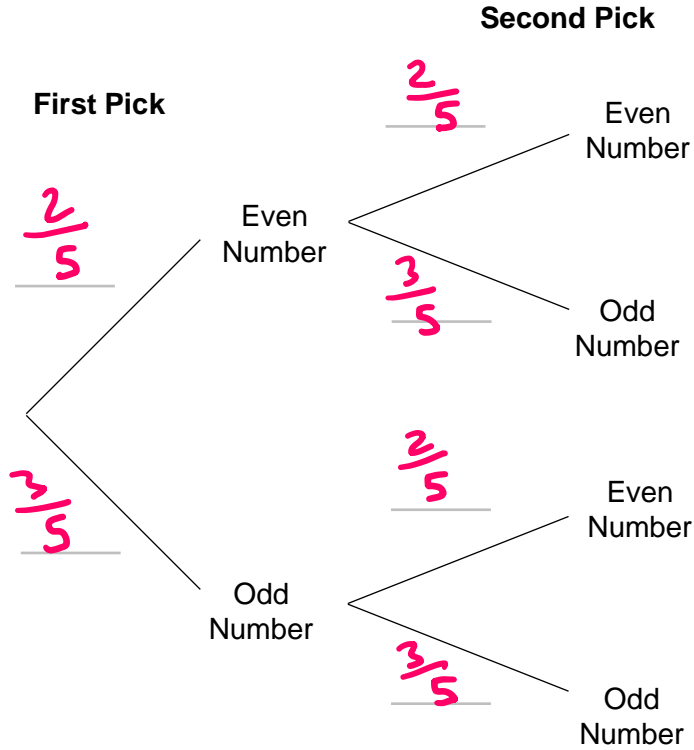 Second Pick
First Pick
2/5
Even
Number
2/5
Even
Number
3/5
Odd
Number
3/5
Odd
Number
2/5
Even
Number
3/5
Odd
Number